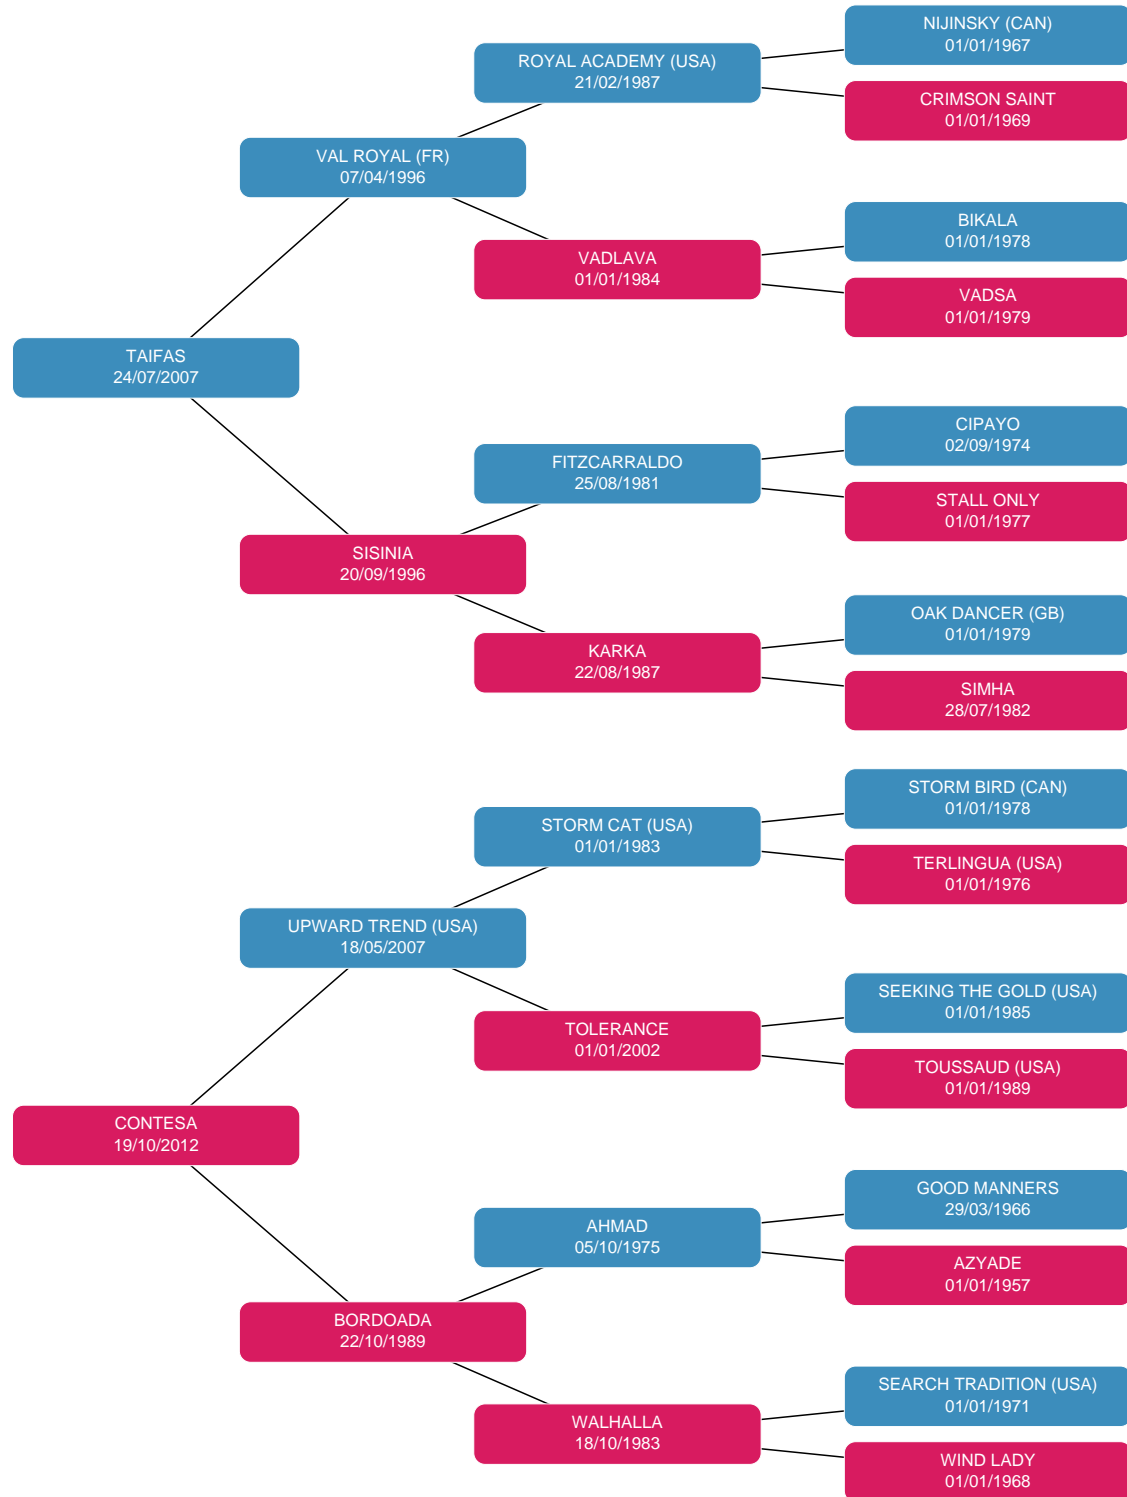 NIJINSKY (CAN)
01/01/1967
ROYAL ACADEMY (USA)
21/02/1987
CRIMSON SAINT
01/01/1969
VAL ROYAL (FR)
07/04/1996
BIKALA
01/01/1978
VADLAVA
01/01/1984
VADSA
01/01/1979
TAIFAS
24/07/2007
CIPAYO
02/09/1974
FITZCARRALDO
25/08/1981
STALL ONLY
01/01/1977
SISINIA
20/09/1996
OAK DANCER (GB)
01/01/1979
KARKA
22/08/1987
SIMHA
28/07/1982
STORM BIRD (CAN)
01/01/1978
STORM CAT (USA)
01/01/1983
TERLINGUA (USA)
01/01/1976
UPWARD TREND (USA)
18/05/2007
SEEKING THE GOLD (USA)
01/01/1985
TOLERANCE
01/01/2002
TOUSSAUD (USA)
01/01/1989
CONTESA
19/10/2012
GOOD MANNERS
29/03/1966
AHMAD
05/10/1975
AZYADE
01/01/1957
BORDOADA
22/10/1989
SEARCH TRADITION (USA)
01/01/1971
WALHALLA
18/10/1983
WIND LADY
01/01/1968